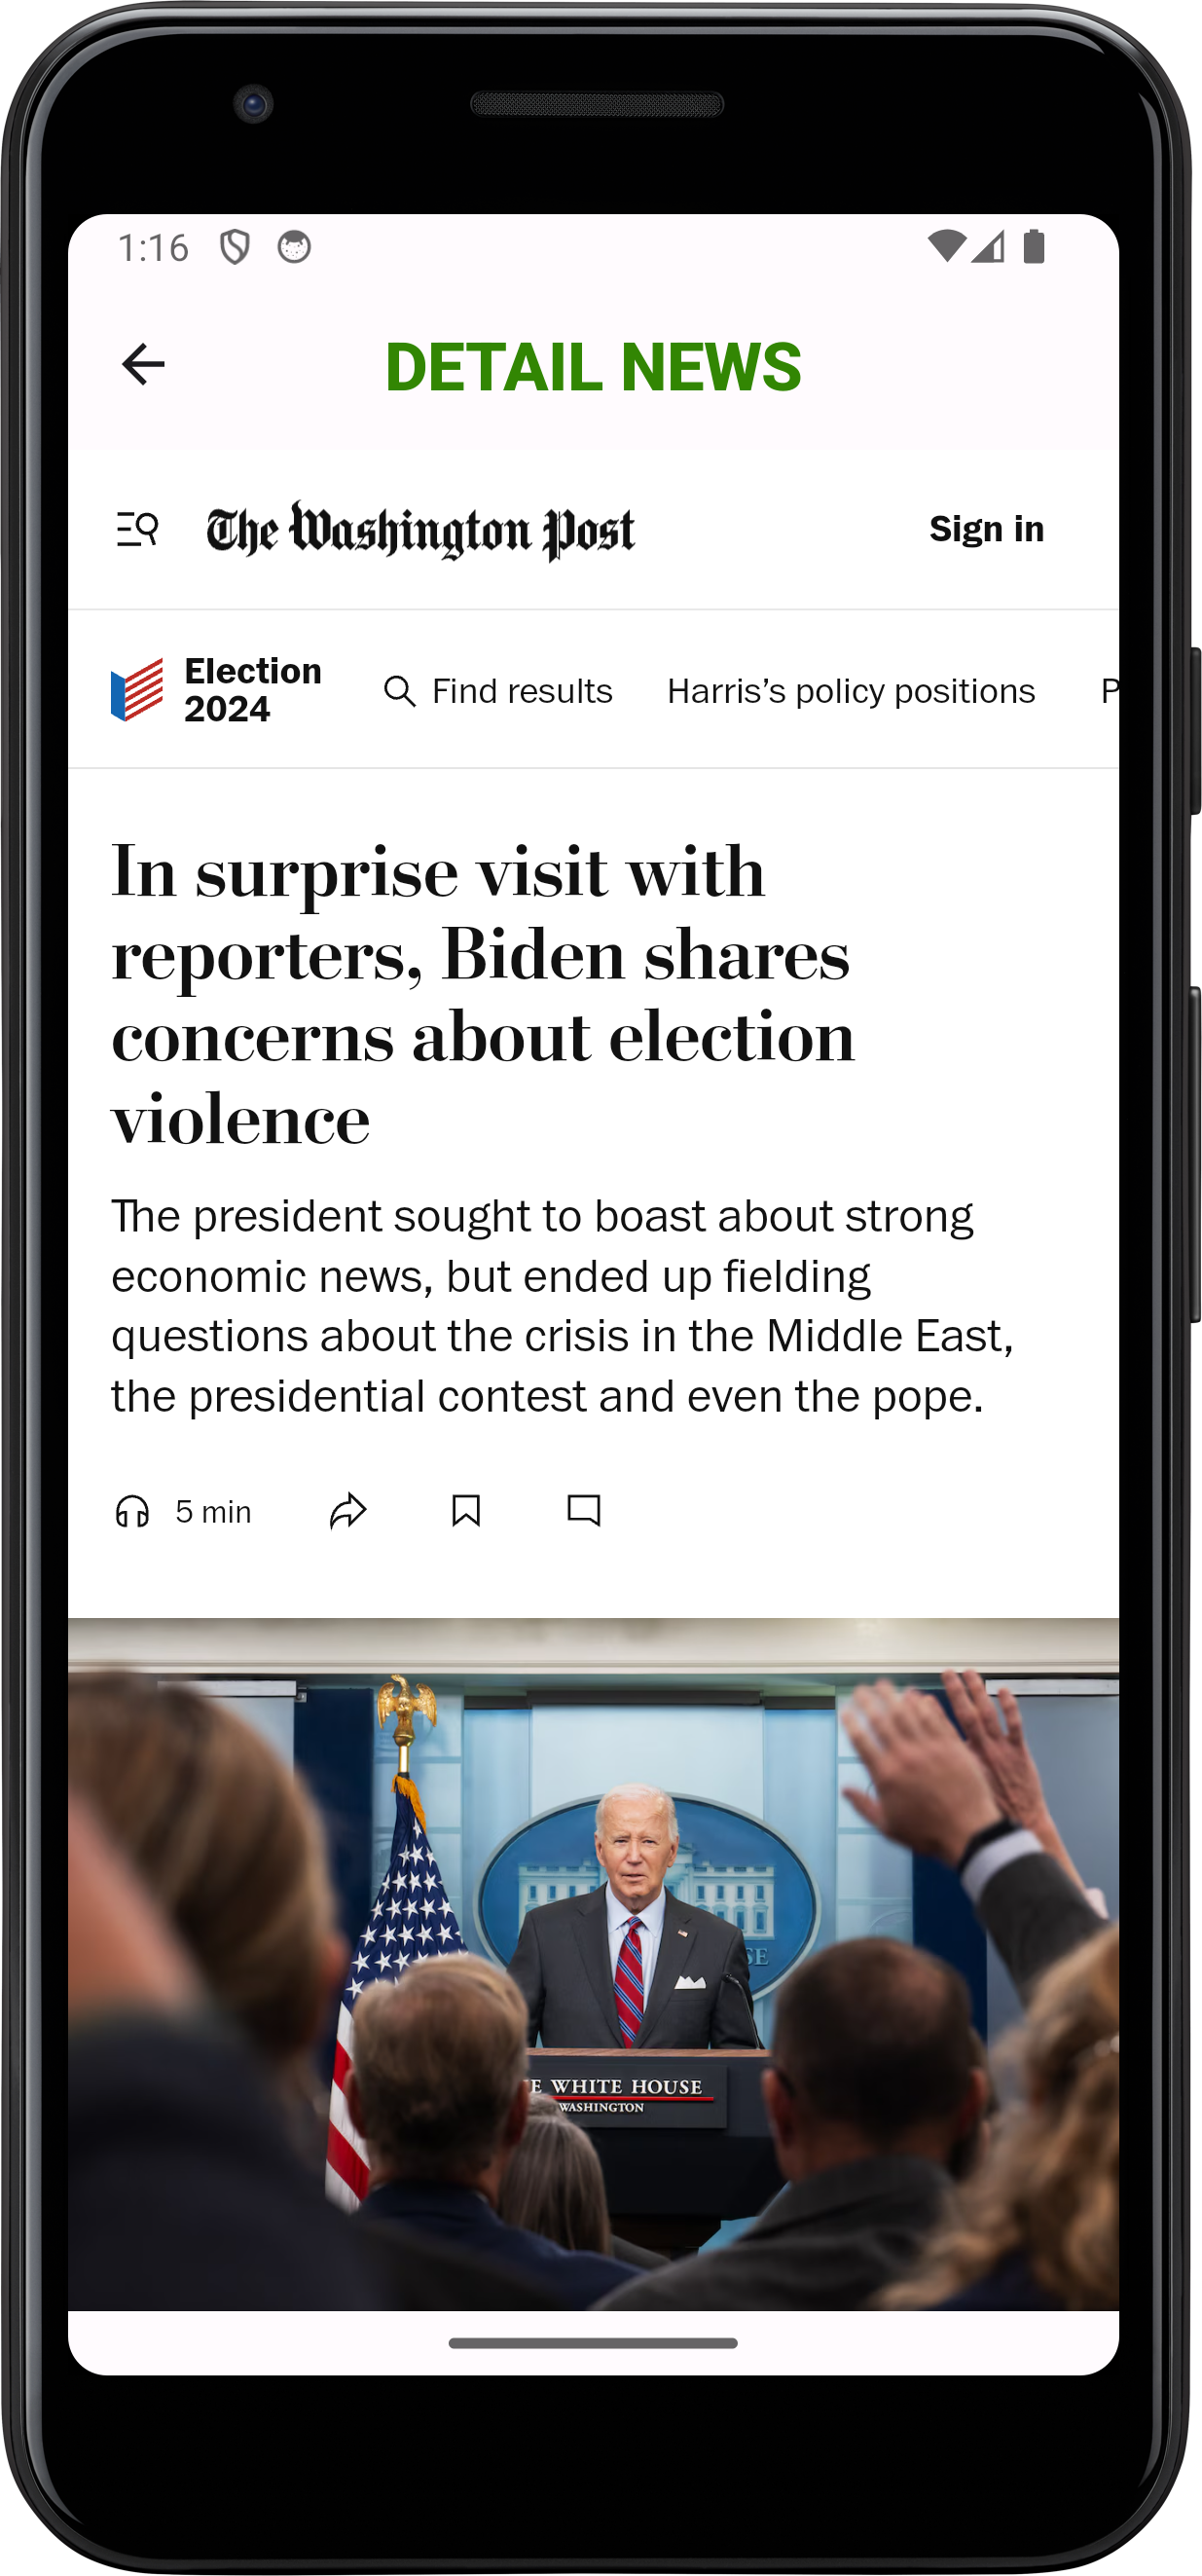 1:16
DETAIL NEWS
The Washington Post
Sign in
Election
2024
Find results
Harris’s policy positions
P
In surprise visit with
reporters, Biden shares
concerns about election
violence
The president sought to boast about strong
economic news, but ended up fielding
questions about the crisis in the Middle East,
the presidential contest and even the pope.
5 min
SE
E WHITE HOUSE
WASHINGTON